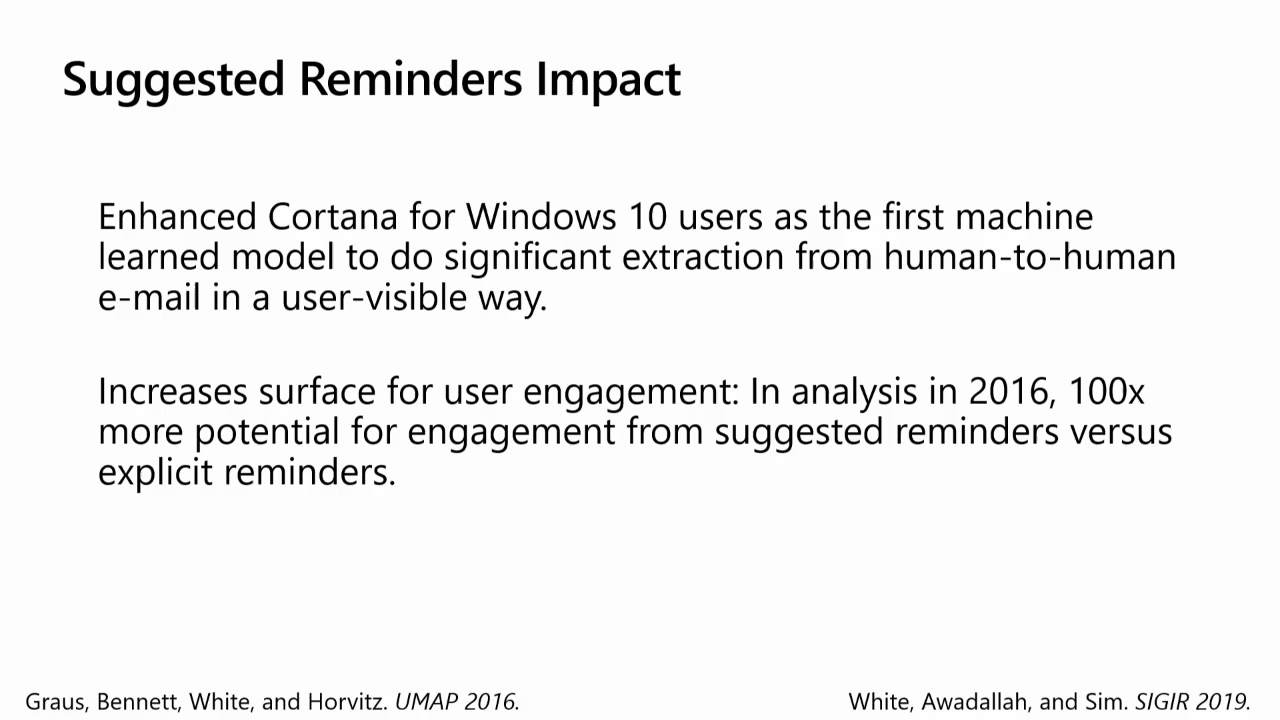 Suggested Reminders Impact
Enhanced Cortana for Windows 10 users as the first machine
learned model to do significant extraction from human-to-human
e-mail in a user-visible way.
Increases surface for user engagement: In analysis in 2016, 100x
more potential for engagement from suggested reminders versus
explicit reminders.
Graus, Bennett, White, and Horvitz. UMAP 2016.
White, Awadallah, and Sim. SIGIR 2019.